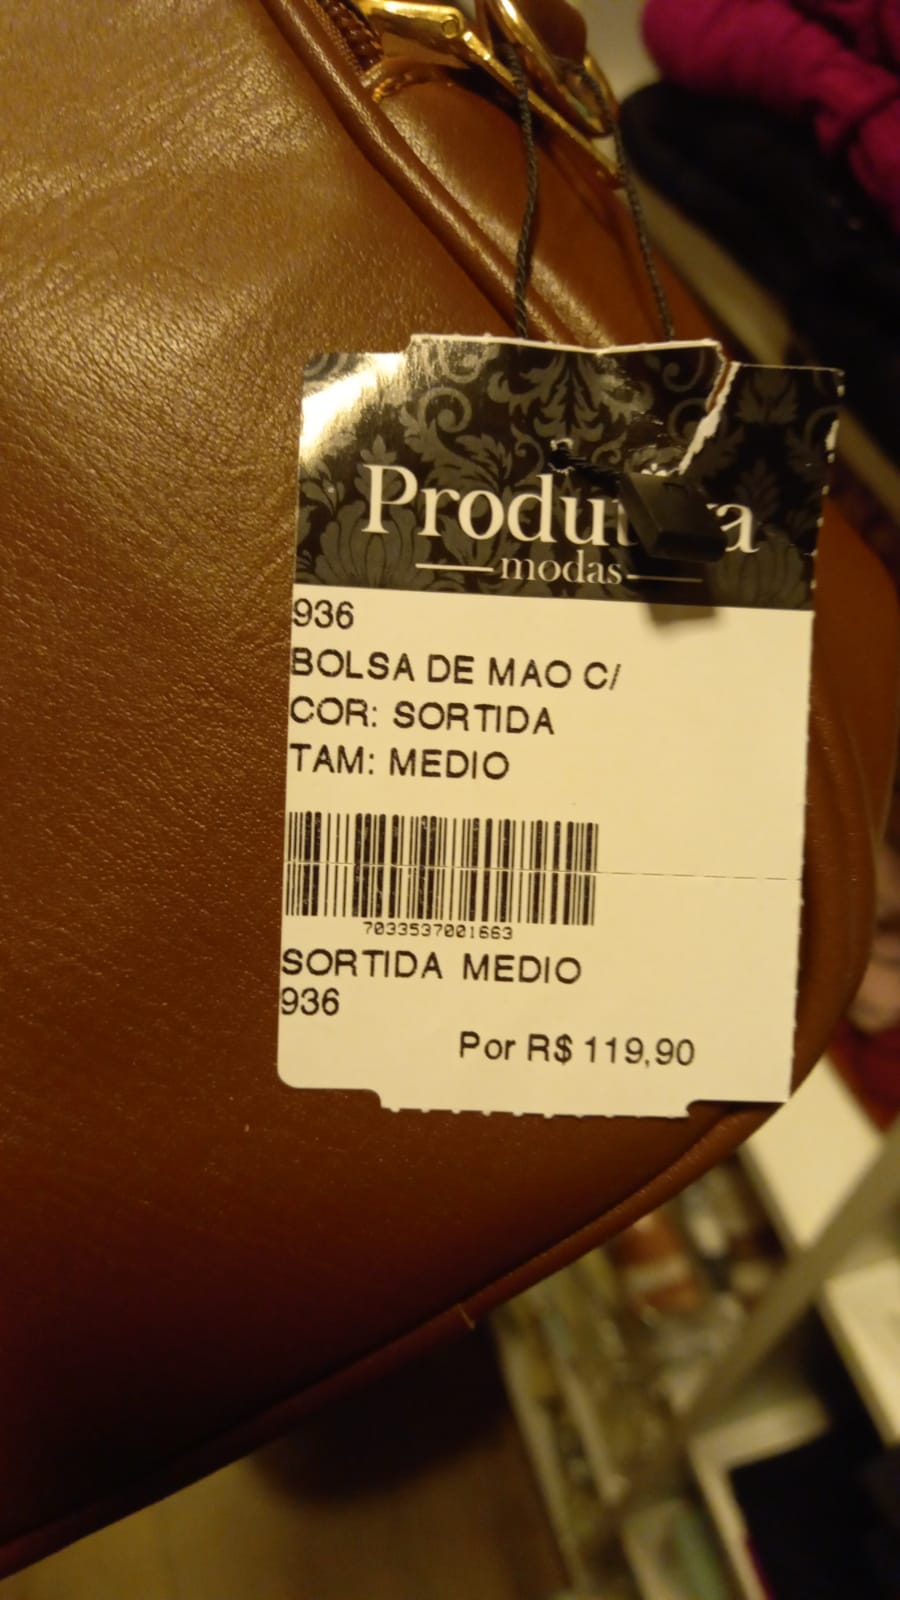 modas
936
BOLSA DE MAO C/
COR: SORTIDA
TAM: MEDIO
7033537001663
SORTIDA MEDIO
936
Por R$ 119,90